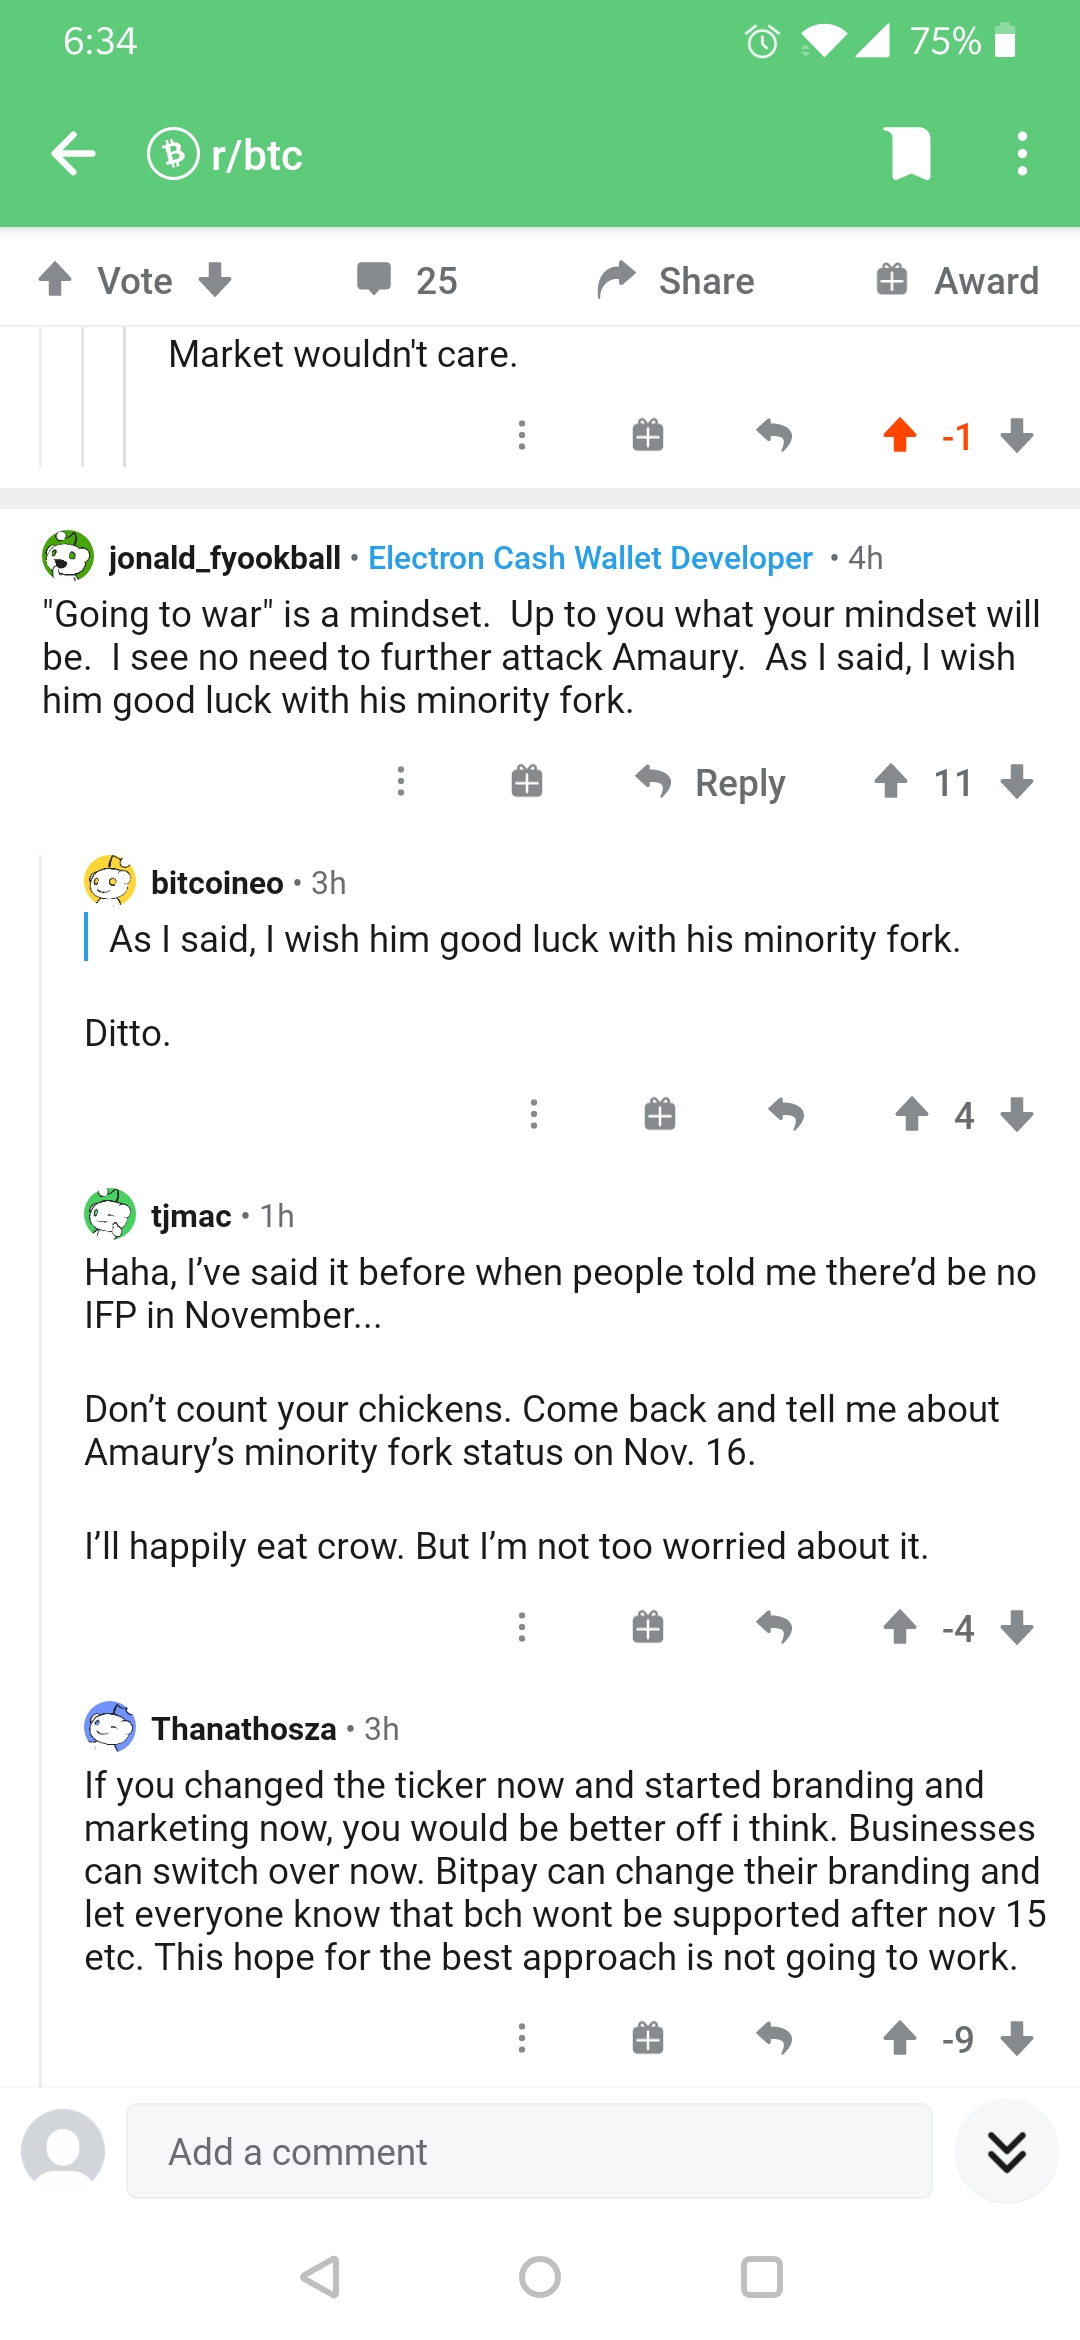 6:34
75%
r/btc
Vote
25
Share
Award
Market wouldn't care.
-1
jonald_fyookball • Electron Cash Wallet Developer • 4h
"Going to war" is a mindset.  Up to you what your mindset will
be.  I see no need to further attack Amaury.  As I said, I wish
him good luck with his minority fork.
Reply
11
bitcoineo • 3h
As I said, I wish him good luck with his minority fork.
Ditto.
4
tjmac • 1h
Haha, I’ve said it before when people told me there’d be no
IFP in November...
Don’t count your chickens. Come back and tell me about
Amaury’s minority fork status on Nov. 16.
I’ll happily eat crow. But I’m not too worried about it.
-4
Thanathosza • 3h
If you changed the ticker now and started branding and
marketing now, you would be better off i think. Businesses
can switch over now. Bitpay can change their branding and
let everyone know that bch wont be supported after nov 15
etc. This hope for the best approach is not going to work.
-9
Add a comment